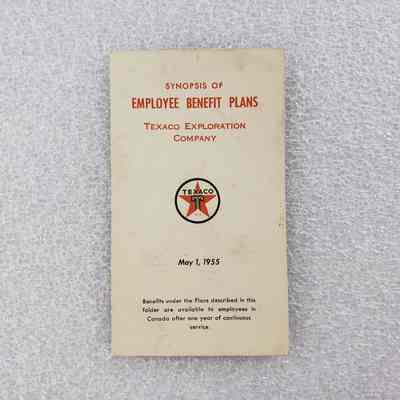 SYNOPSIS OF
EMPLOYEE BENEFIT PLANS
TEXACO EXPLORATION
COMPANY
TEXACO
T
May 1, 1955
Benefits under the Plans described in this
folder are available to employees in
Canada after one year of continuous
service.